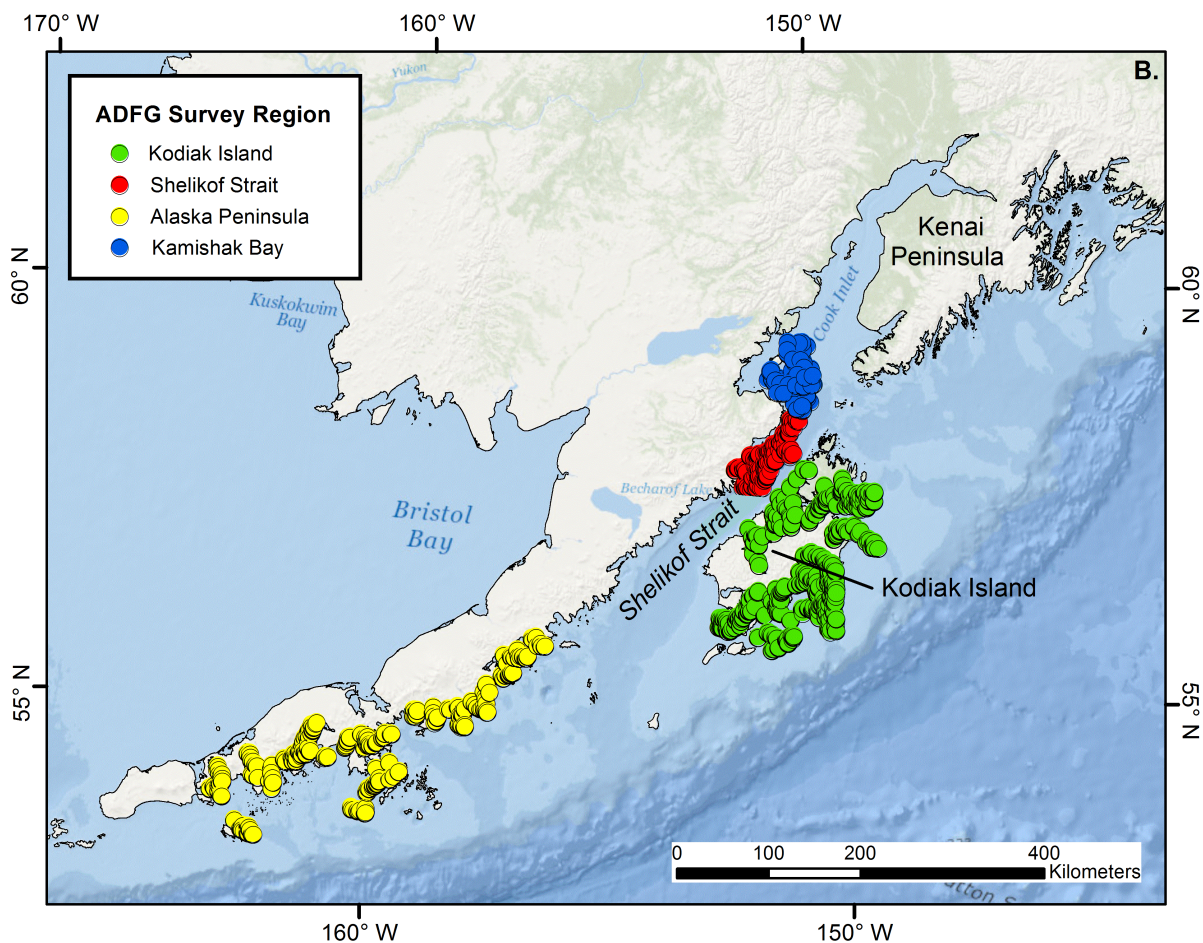 170° W
160° W
150° W
B.
Yukon
ADFG Survey Region
Kodiak Island
Shelikof Strait
Alaska Peninsula
Kamishak Bay
Kenai
Peninsula
60° N
60° N
Kuskokwim
Bay
Cook Inlet
Becharof Lake
Bristol
Bay
Shelikof Strait
Kodiak Island
55° N
55° N
0
100
200
400
Kilometers
160° W
150° W